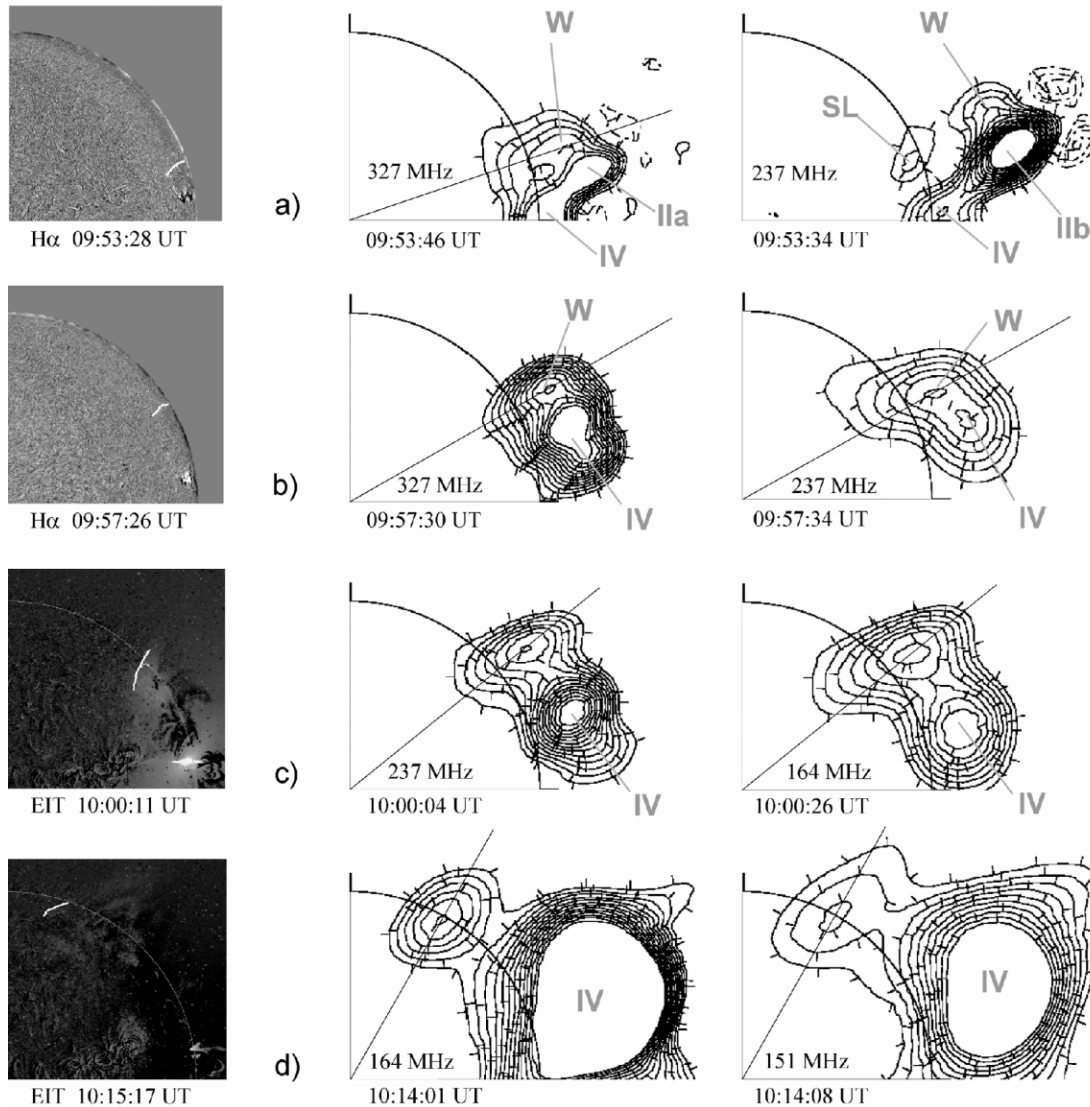 W
W
SL
327 MHz
237 MHz
a)
IIa
IIb
IV
IV
Hα 09:53:28 UT
09:53:46 UT
09:53:34 UT
W
W
b)
327 MHz
237 MHz
IV
IV
Hα 09:57:26 UT
09:57:30 UT
09:57:34 UT
c)
237 MHz
164 MHz
IV
IV
EIT 10:00:11 UT
10:00:04 UT
10:00:26 UT
IV
IV
d)
164 MHz
151 MHz
EIT 10:15:17 UT
10:14:01 UT
10:14:08 UT